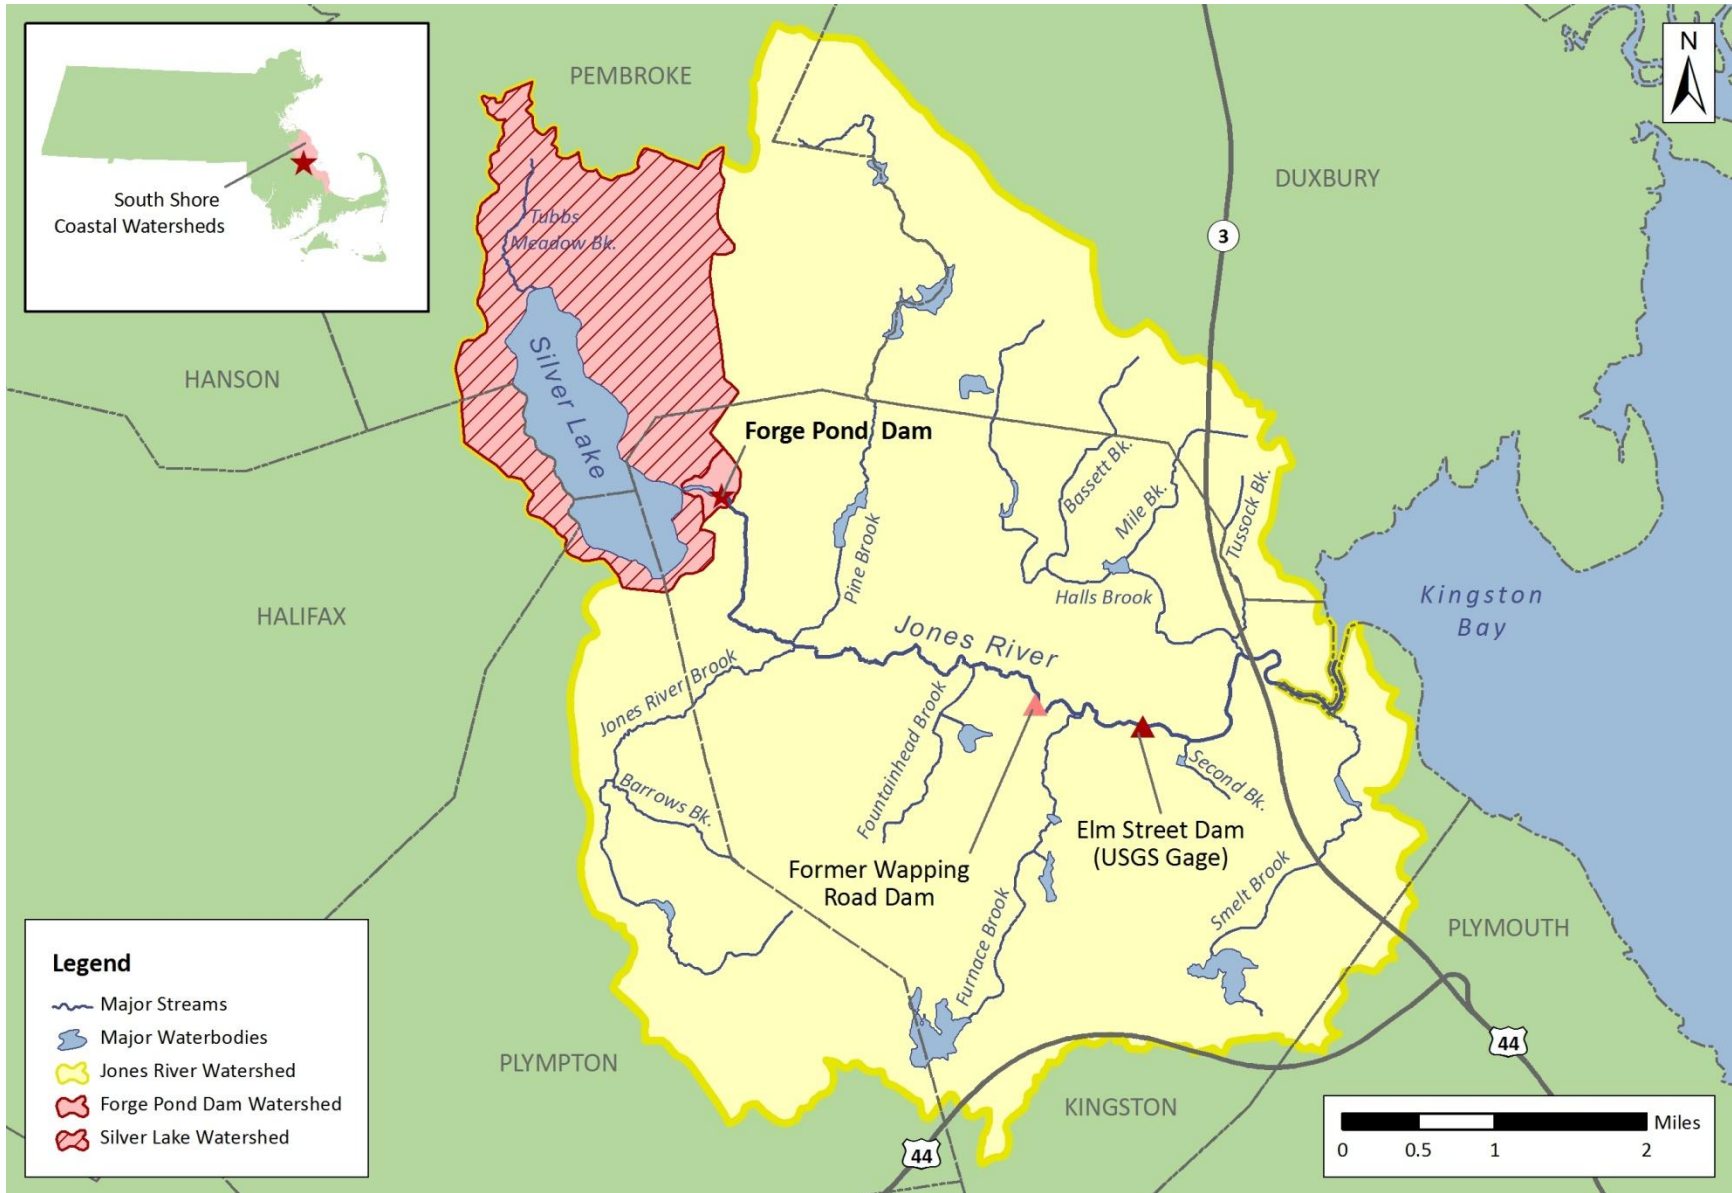 PEMBROKE
N
South Shore
Coastal Watersheds
DUXBURY
3
Tubbs
Meadow Bk.
HANSON
Silver Lake
Forge Pond Dam
Bassett Bk.
Mile Bk.
Tussock Bk.
Pine Brook
Halls Brook
Kingston
Bay
HALIFAX
Jones River
Jones River Brook
Fountainhead Brook
Barrows Bk.
Second Bk.
Elm Street Dam
(USGS Gage)
Former Wapping
Road Dam
Smelt Brook
Furnace Brook
PLYMOUTH
Legend
Major Streams
Major Waterbodies
Jones River Watershed
Forge Pond Dam Watershed
Silver Lake Watershed
PLYMPTON
KINGSTON
44
44
Miles
0 0.5 1 2